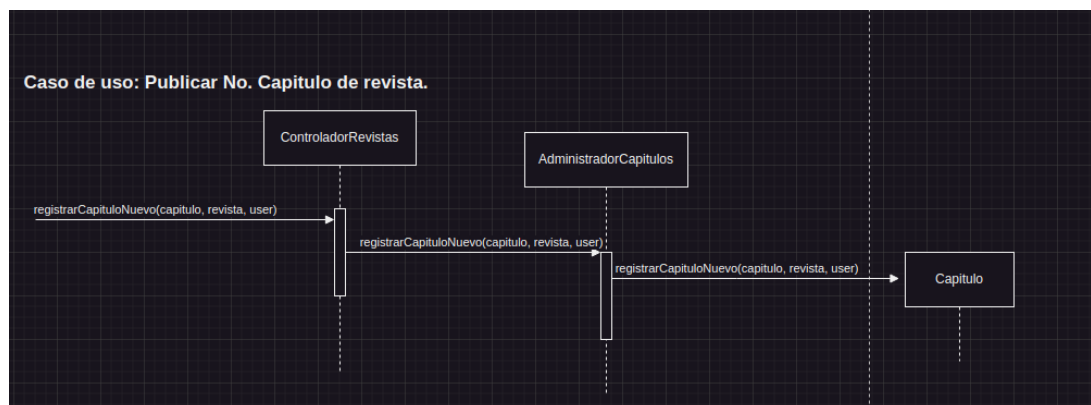 Caso de uso: Publicar No. Capitulo de revista.
ControladorRevistas
AdministradorCapitulos
registrarCapituloNuevo(capitulo, revista, user)
registrarCapituloNuevo(capitulo, revista, user)
registrarCapituloNuevo(capitulo, revista, user)
Capitulo